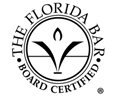 THE FLORIDA BAR
BOARD CERTIFIED
®